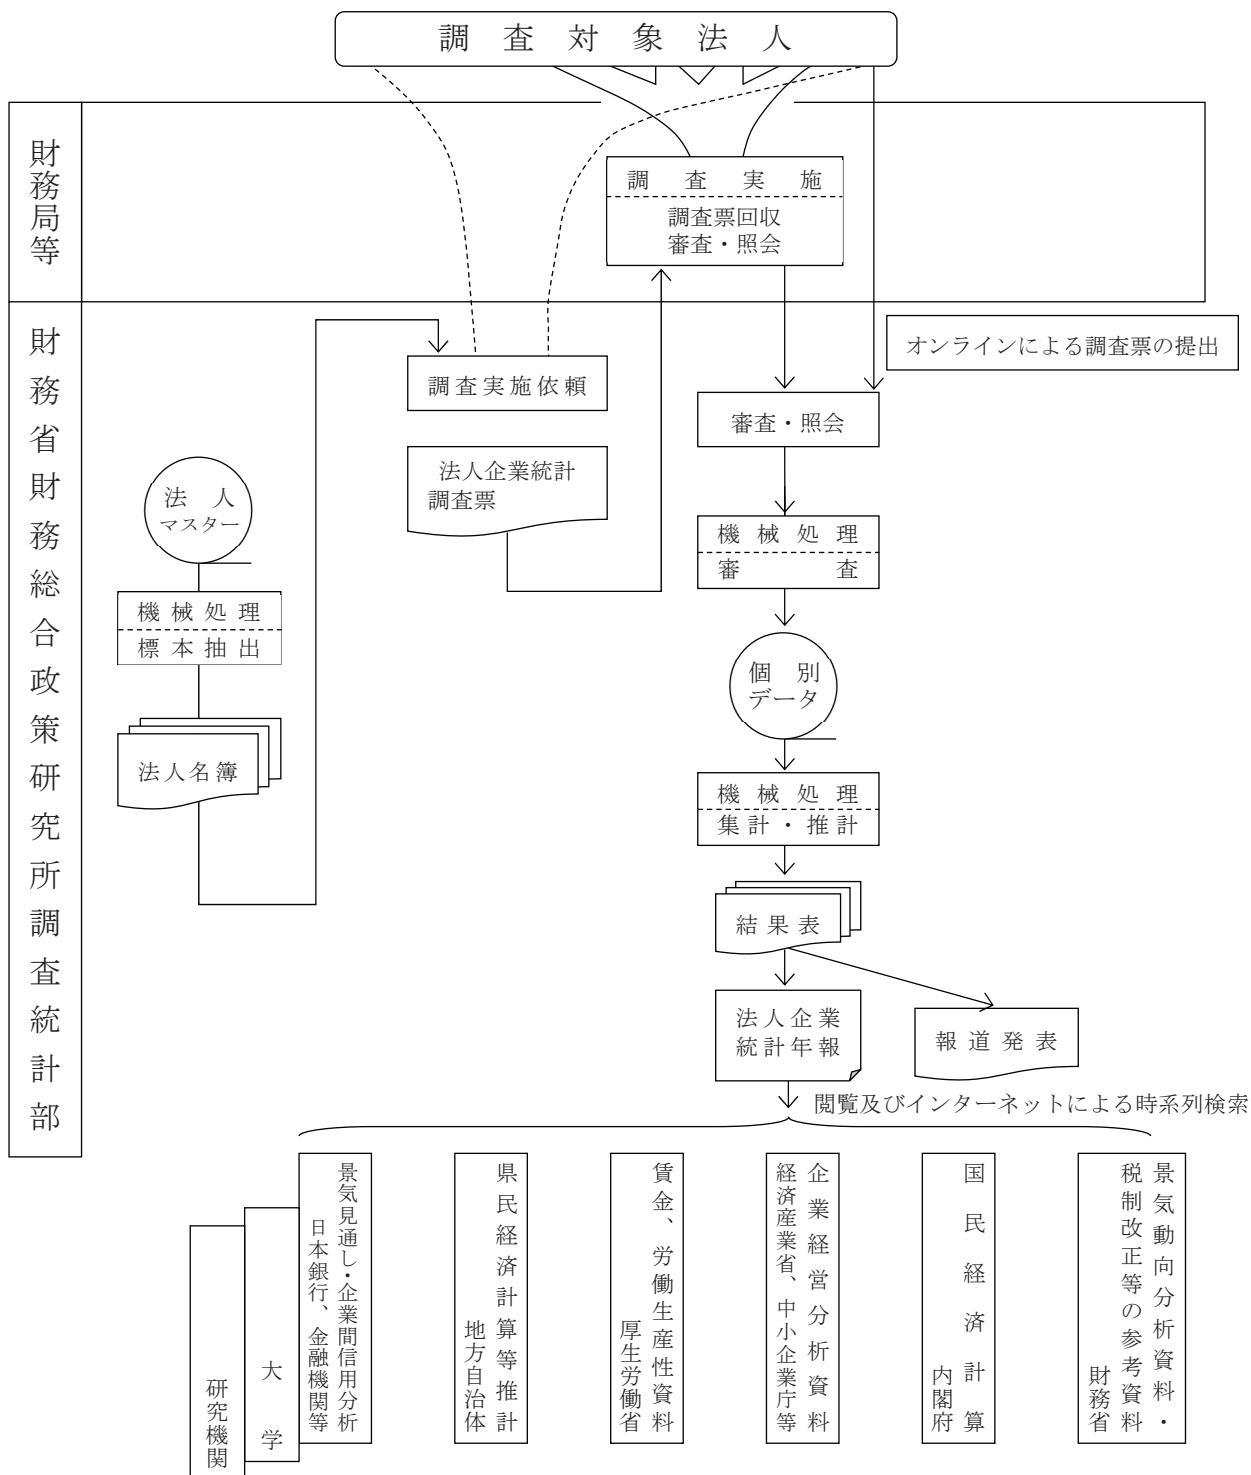 調査対象法人
財務局等
調査実施
調査票回収
審査・照会
財務省財務総合政策研究所調査統計部
オンラインによる調査票の提出
調査実施依頼
審査・照会
法人企業統計
調査票
法人
マスター
機械処理
審査
機械処理
標本抽出
個別
データ
法人名簿
機械処理
集計・推計
結果表
法人企業
統計年報
報道発表
閲覧及びインターネットによる時系列検索
景気動向分析資料・
税制改正等の参考資料
財務省
国民経済計算
内閣府
企業経営分析資料
経済産業省、中小企業庁等
賃金、労働生産性資料
厚生労働省
県民経済計算等推計
地方自治体
景気見通し・企業間信用分析
日本銀行、金融機関等
大学
研究機関